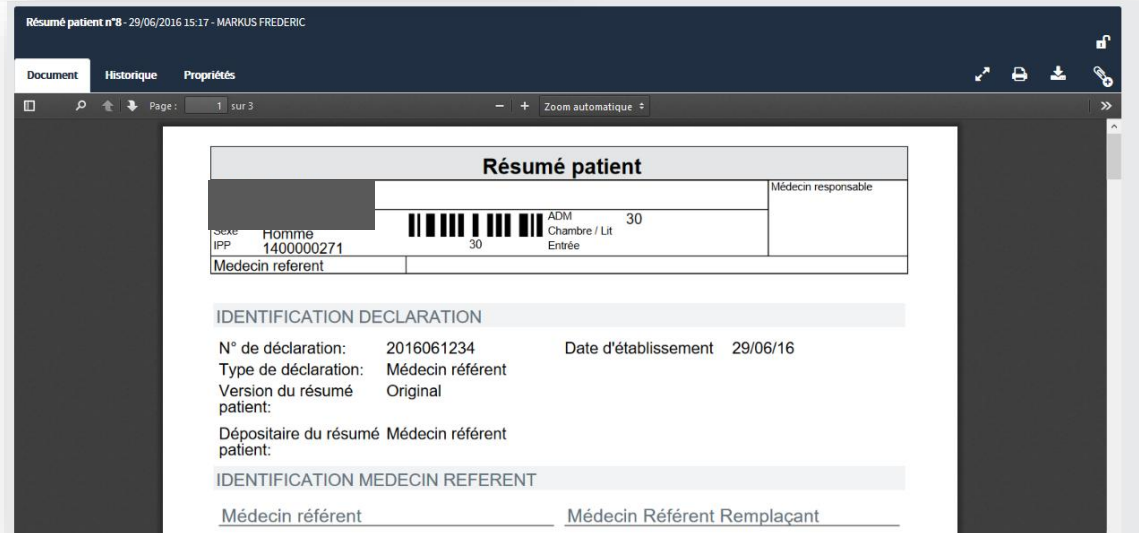 Résumé patient n°8 - 29/06/2016 15:17 - MARKUS FREDERIC
Document Historique Propriétés
Page : 1 sur 3 Zoom automatique
Résumé patient
Médecin responsable
Sexe Homme
IPP 1400000271
30
ADM 30
Chambre / Lit
Entrée
Medecin referent
IDENTIFICATION DECLARATION
N° de déclaration: 2016061234 Date d'établissement 29/06/16
Type de déclaration: Médecin référent
Version du résumé Original
patient:
Dépositaire du résumé Médecin référent
patient:
IDENTIFICATION MEDECIN REFERENT
Médecin référent Médecin Référent Remplaçant